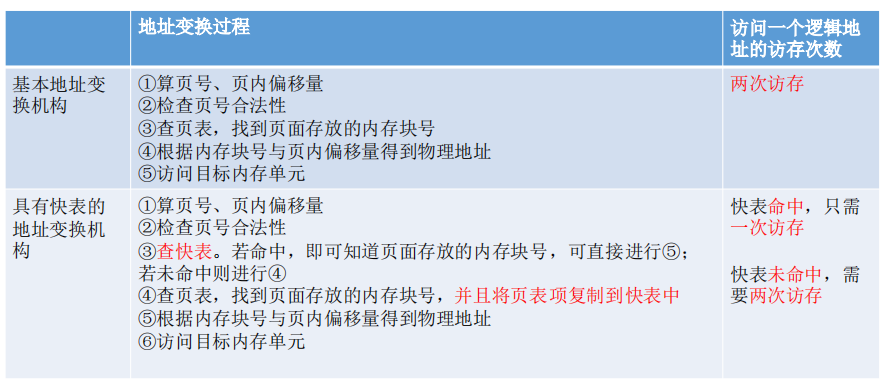 地址变换过程
访问一个逻辑地
址的访存次数
基本地址变
换机构
①算页号、页内偏移量
②检查页号合法性
③查页表，找到页面存放的内存块号
④根据内存块号与页内偏移量得到物理地址
⑤访问目标内存单元
两次访存
具有快表的
地址变换机
构
①算页号、页内偏移量
②检查页号合法性
③查快表。若命中，即可知道页面存放的内存块号，可直接进行⑤；
若未命中则进行④
④查页表，找到页面存放的内存块号，并且将页表项复制到快表中
⑤根据内存块号与页内偏移量得到物理地址
⑥访问目标内存单元
快表命中，只需
一次访存
快表未命中，需
要两次访存